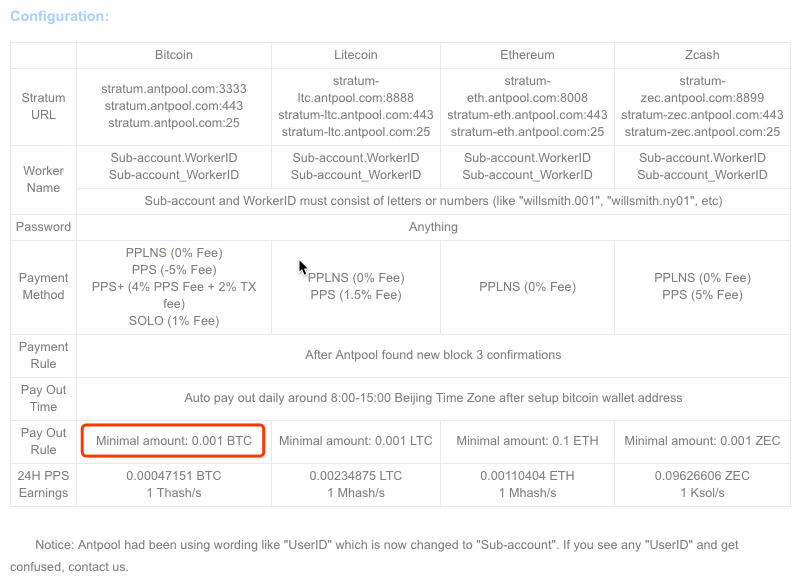 Configuration:
Bitcoin Litecoin Ethereum Zcash
Stratum URL
stratum.antpool.com:3333
stratum.antpool.com:443
stratum.antpool.com:25
stratum-
ltc.antpool.com:8888
stratum-ltc.antpool.com:443
stratum-ltc.antpool.com:25
stratum-
eth.antpool.com:8008
stratum-eth.antpool.com:443
stratum-eth.antpool.com:25
stratum-
zec.antpool.com:8899
stratum-zec.antpool.com:443
stratum-zec.antpool.com:25
Worker
Name
Sub-account.WorkerID
Sub-account_WorkerID
Sub-account.WorkerID
Sub-account_WorkerID
Sub-account.WorkerID
Sub-account_WorkerID
Sub-account.WorkerID
Sub-account_WorkerID
Sub-account and WorkerID must consist of letters or numbers (like "willsmith.001", "willsmith.ny01", etc)
Password
Anything
Payment
Method
PPLNS (0% Fee)
PPS (-5% Fee)
PPS+ (4% PPS Fee + 2% TX
fee)
SOLO (1% Fee)
PPLNS (0% Fee)
PPS (1.5% Fee)
PPLNS (0% Fee)
PPLNS (0% Fee)
PPS (5% Fee)
Payment
Rule
After Antpool found new block 3 confirmations
Pay Out
Time
Auto pay out daily around 8:00-15:00 Beijing Time Zone after setup bitcoin wallet address
Pay Out
Rule
Minimal amount: 0.001 BTC
Minimal amount: 0.001 LTC
Minimal amount: 0.1 ETH
Minimal amount: 0.001 ZEC
24H PPS
Earnings
0.00047151 BTC
1 Thash/s
0.00234875 LTC
1 Mhash/s
0.00110404 ETH
1 Mhash/s
0.09626606 ZEC
1 Ksol/s
Notice: Antpool had been using wording like "UserID" which is now changed to "Sub-account". If you see any "UserID" and get
confused, contact us.